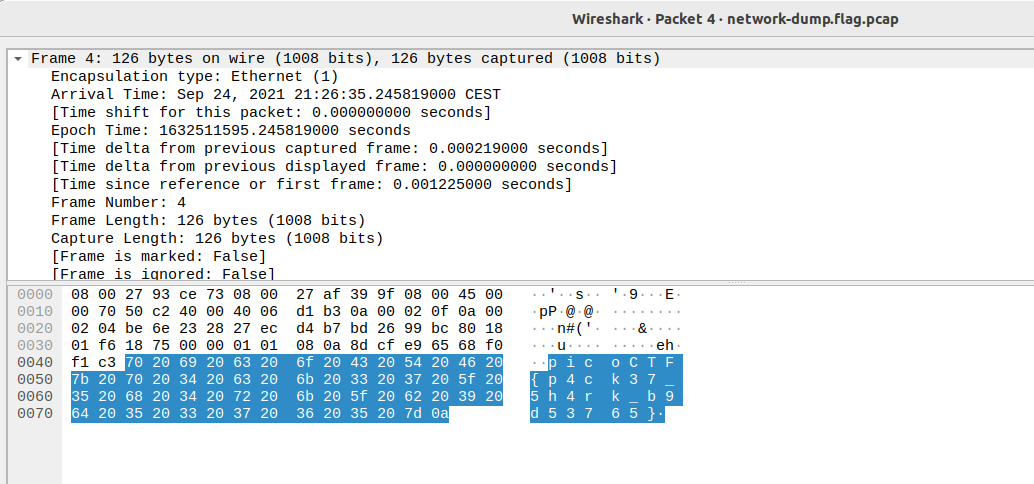 Wireshark · Packet 4 · network-dump.flag.pcap
Frame 4: 126 bytes on wire (1008 bits), 126 bytes captured (1008 bits)
Encapsulation type: Ethernet (1)
Arrival Time: Sep 24, 2021 21:26:35.245819000 CEST
[Time shift for this packet: 0.000000000 seconds]
Epoch Time: 1632511595.245819000 seconds
[Time delta from previous captured frame: 0.000219000 seconds]
[Time delta from previous displayed frame: 0.000000000 seconds]
[Time since reference or first frame: 0.001225000 seconds]
Frame Number: 4
Frame Length: 126 bytes (1008 bits)
Capture Length: 126 bytes (1008 bits)
[Frame is marked: False]
[Frame is ignored: False]
0000 08 00 27 93 ce 73 08 00 27 af 39 9f 08 00 45 00 ··'··s·· '·9···E·
0010 00 70 50 c2 40 00 40 06 d1 b3 0a 00 02 0f 0a 00 ·pP·@·@· ········
0020 02 04 be 6e 23 28 27 ec d4 b7 bd 26 99 bc 80 18 ···n#('· ···&····
0030 01 f6 18 75 00 00 01 01 08 0a 8d cf e9 65 68 f0 ···u···· ·····eh·
0040 f1 c3 70 20 69 20 63 20 6f 20 43 20 54 20 46 20 ··p i c o C T F
0050 7b 20 70 20 34 20 63 20 6b 20 33 20 37 20 5f 20 { p 4 c k 3 7 _
0060 35 20 68 20 34 20 72 20 6b 20 5f 20 62 20 39 20 5 h 4 r k _ b 9
0070 64 20 35 20 33 20 37 20 36 20 35 20 7d 0a d 5 3 7 6 5 }·